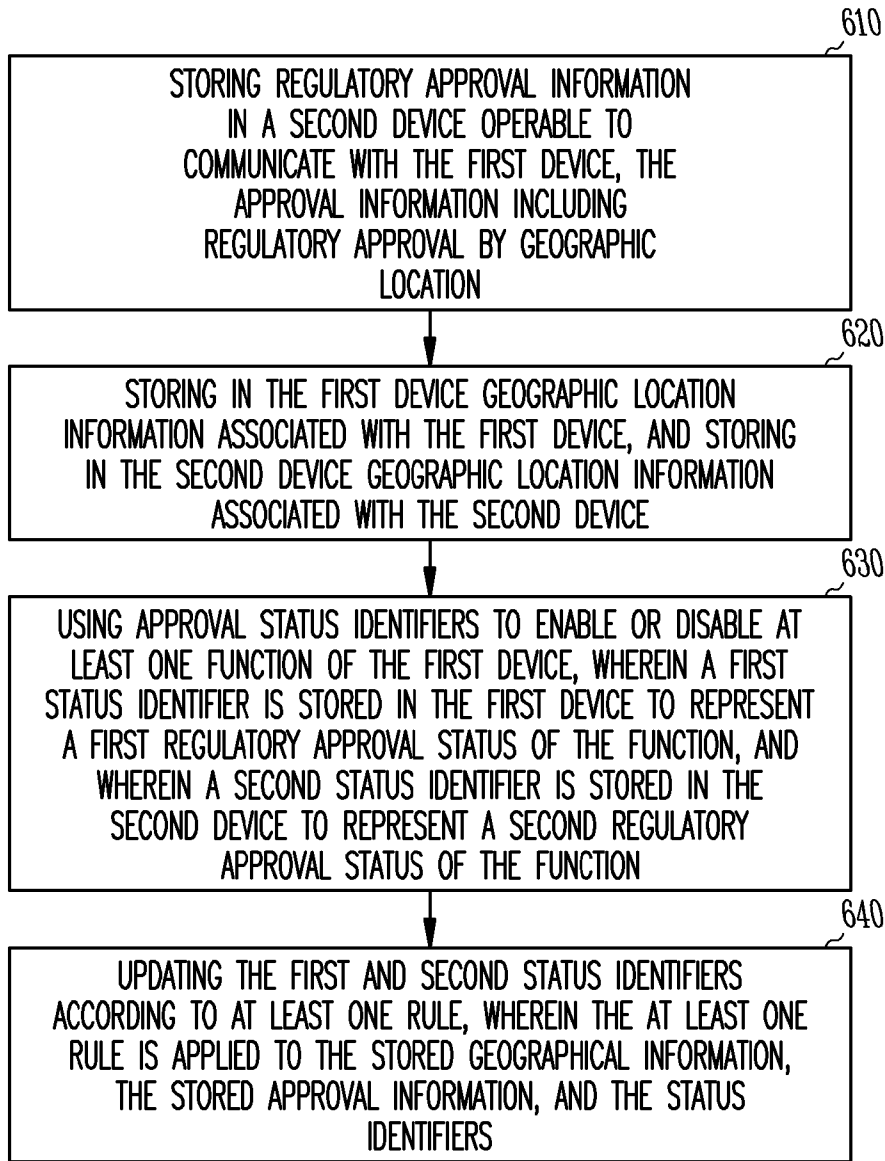 610
STORING REGULATORY APPROVAL INFORMATION
IN A SECOND DEVICE OPERABLE TO
COMMUNICATE WITH THE FIRST DEVICE, THE
APPROVAL INFORMATION INCLUDING
REGULATORY APPROVAL BY GEOGRAPHIC
LOCATION
620
STORING IN THE FIRST DEVICE GEOGRAPHIC LOCATION
INFORMATION ASSOCIATED WITH THE FIRST DEVICE, AND STORING
IN THE SECOND DEVICE GEOGRAPHIC LOCATION INFORMATION
ASSOCIATED WITH THE SECOND DEVICE
630
USING APPROVAL STATUS IDENTIFIERS TO ENABLE OR DISABLE AT
LEAST ONE FUNCTION OF THE FIRST DEVICE, WHEREIN A FIRST
STATUS IDENTIFIER IS STORED IN THE FIRST DEVICE TO REPRESENT
A FIRST REGULATORY APPROVAL STATUS OF THE FUNCTION, AND
WHEREIN A SECOND STATUS IDENTIFIER IS STORED IN THE
SECOND DEVICE TO REPRESENT A SECOND REGULATORY
APPROVAL STATUS OF THE FUNCTION
640
UPDATING THE FIRST AND SECOND STATUS IDENTIFIERS
ACCORDING TO AT LEAST ONE RULE, WHEREIN THE AT LEAST ONE
RULE IS APPLIED TO THE STORED GEOGRAPHICAL INFORMATION,
THE STORED APPROVAL INFORMATION, AND THE STATUS
IDENTIFIERS